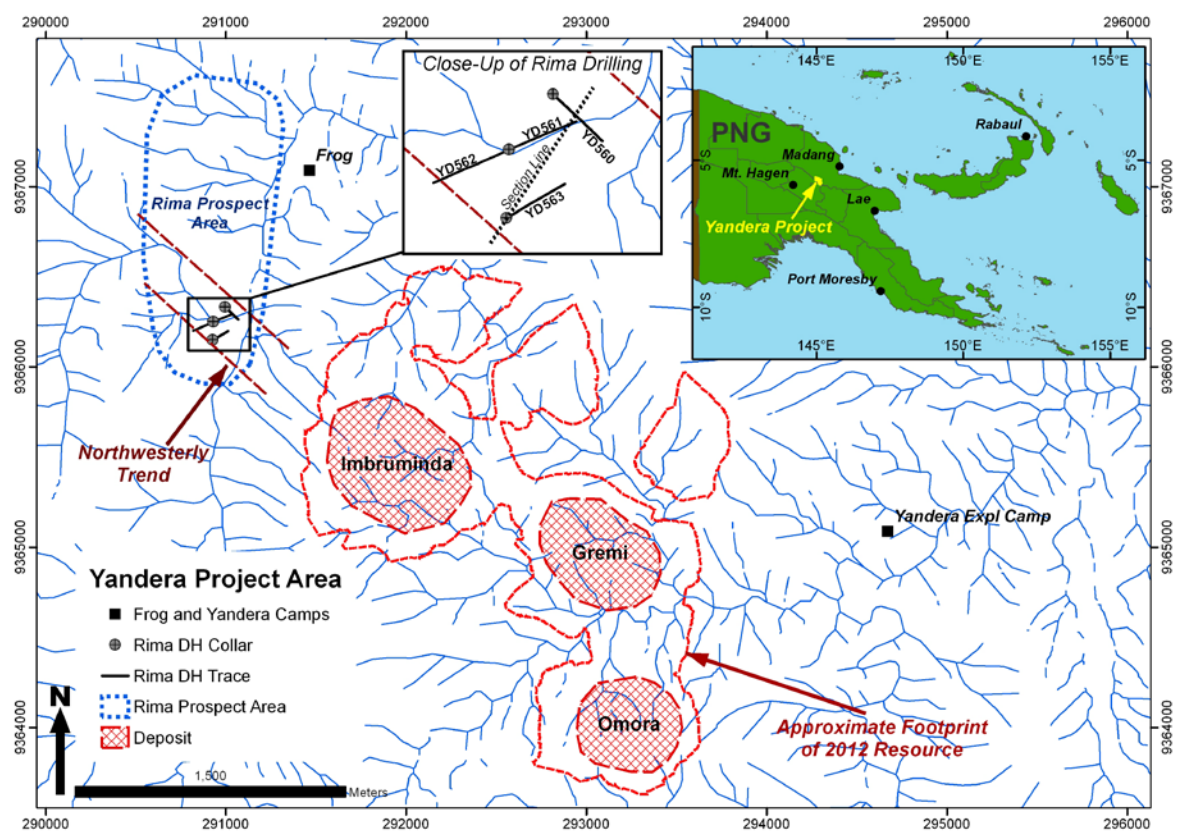 290000 291000 292000 293000 294000 295000 296000
9367000
9366000
9365000
9364000
Close-Up of Rima Drilling
YD561
YD562
YD560
Section Line
YD563
145°E 150°E 155°E
PNG
Rabaul
5°S
5°S
Madang
Mt. Hagen
Lae
Yandera Project
Port Moresby
10°S
10°S
145°E 150°E 155°E
9367000
9366000
9365000
9364000
Frog
Rima Prospect
Area
Northwesterly
Trend
Imbruminda
Gremi
Omora
Yandera Expl Camp
Approximate Footprint
of 2012 Resource
Yandera Project Area
Frog and Yandera Camps
Rima DH Collar
Rima DH Trace
Rima Prospect Area
Deposit
N
1,500
Meters
290000 291000 292000 293000 294000 295000 296000